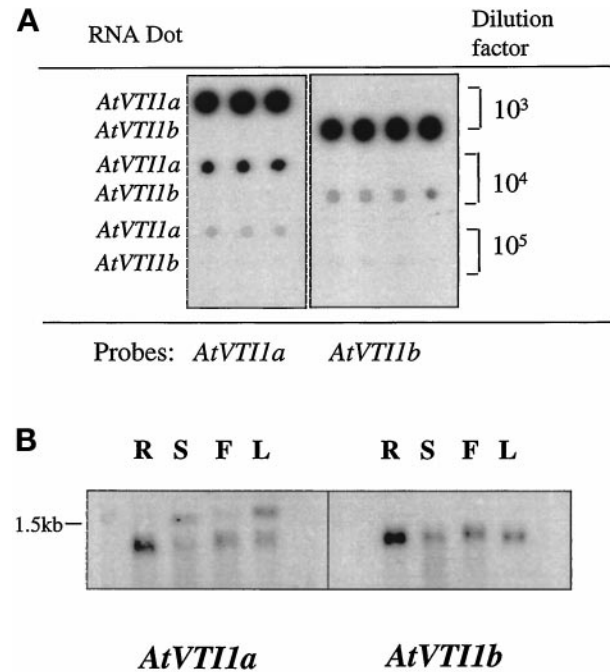 A
RNA Dot
Dilution
factor
AtVTI1a
AtVTI1b
10³
AtVTI1a
AtVTI1b
10⁴
AtVTI1a
AtVTI1b
10⁵
Probes: AtVTI1a AtVTI1b
B
R S F L R S F L
1.5kb
AtVTI1a AtVTI1b